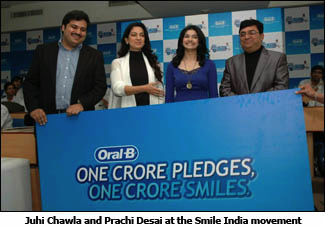 Oral-B
ONE CRORE PLEDGES,
ONE CRORE SMILES.
Juhi Chawla and Prachi Desai at the Smile India movement